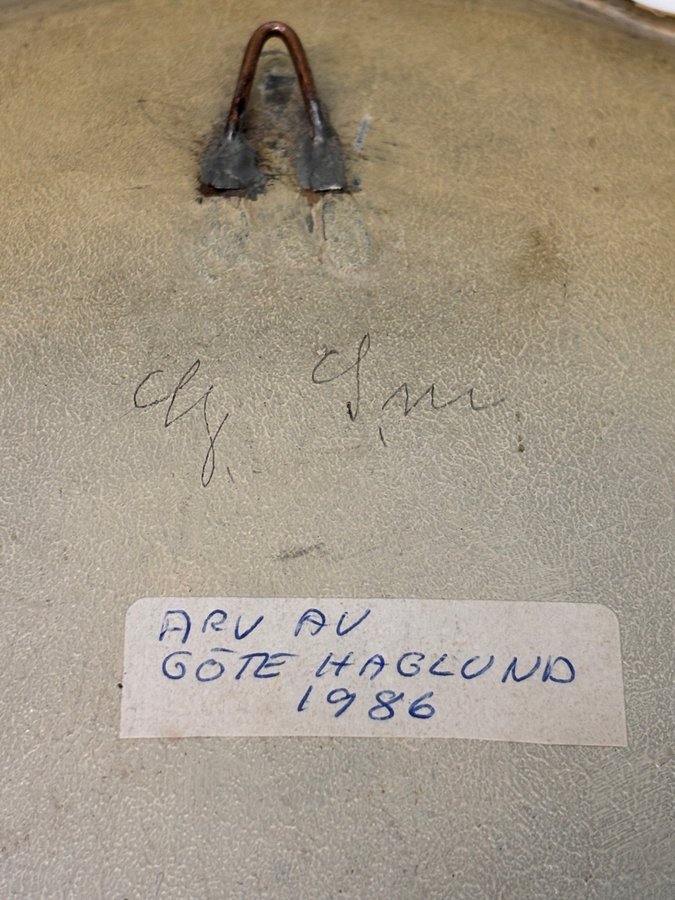 ARV AV
GÖTE HAGLUND
1986